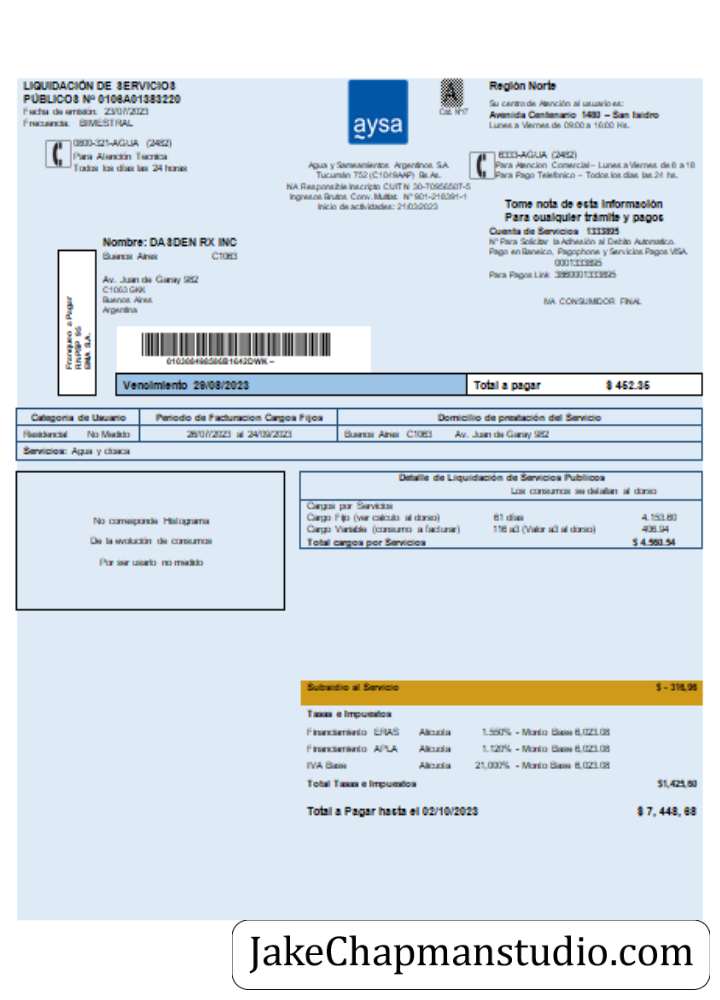 LIQUIDACIÓN DE SERVICIOS
PÚBLICOS Nº 0106A01383220
Fecha de emisión: 23/07/2023
Frecuencia: BIMESTRAL
0800-321-AGUA (2482)
Para Atención Tecnica
Todos los días las 24 horas
aysa
A
Agua y Saneamientos Argentinos S.A
Tucumán 752 (C1049AAP) Bs.As.
IVA Responsible Inscripto CUIT N: 30-70956507-5
Ingresos Brutos Conv. Multist. Nº 901-218391-1
Inicio de actividades: 21/03/2023
Región Norte
Su centro de Atención al usuario es:
Avenida Centenario 1480 – San Isidro
Lunes a Viernes de 09:00 a 16:00 Hs.
6333-AGUA (2482)
Para Atencion Comercial– Lunes a Viernes de 8 a 18
Para Pago Telefonico – Todos los días las 24 hs.
Tome nota de esta Información
Para cualquier trámite y pagos
Cuenta de Servicios 1333895
Nº Para Solicitar la Adhesión al Debito Automatico.
Pago en Banelco, Pagophone y Servicios Pagos VISA.
0001333895
Para Pagos Link 3860001333895
IVA CONSUMIDOR FINAL
Nombre: DASDEN RX INC
Buenos Aires C1063
Av. Juan de Garay 982
C1063 GKK
Buenos Aires
Argentina
Franqueo a Pagar
Vencimiento 29/08/2023
Total a pagar $ 452.35
Categoria de Usuario Periodo de Facturacion Cargos Fijos Domicilio de prestación del Servicio
Residencial No Medido 26/07/2023 al 24/09/2023 Buenos Aires C1063 Av. Juan de Garay 982
Servicios: Agua y cloaca
No corresponde Histograma
De la evolución de consumos
Por ser usario no medido
Detalle de Liquidación de Servicios Publicos
Los consumos se detallan al dorso
Cargos por Servicios
Cargo Fijo (ver calculo al dorso) 61 días 4.153.60
Cargo Variable (consumo a facturar) 116 a3 (Valor a3 al dorso) 406.94
Total cargos por Servicios $ 4.560.54
Subsidio al Servicio $ - 316,96
Tasas e Impuestos
Financiamiento ERAS Alicuota 1.550% - Monto Base 6,023.08
Financiamiento APLA Alicuota 1.120% - Monto Base 6,023.08
IVA Base Alicuota 21,000% - Monto Base 6,023.08
Total Tasas e Impuestos $1,425,60
Total a Pagar hasta el 02/10/2023 $ 7, 448, 68
JakeChapmanstudio.com